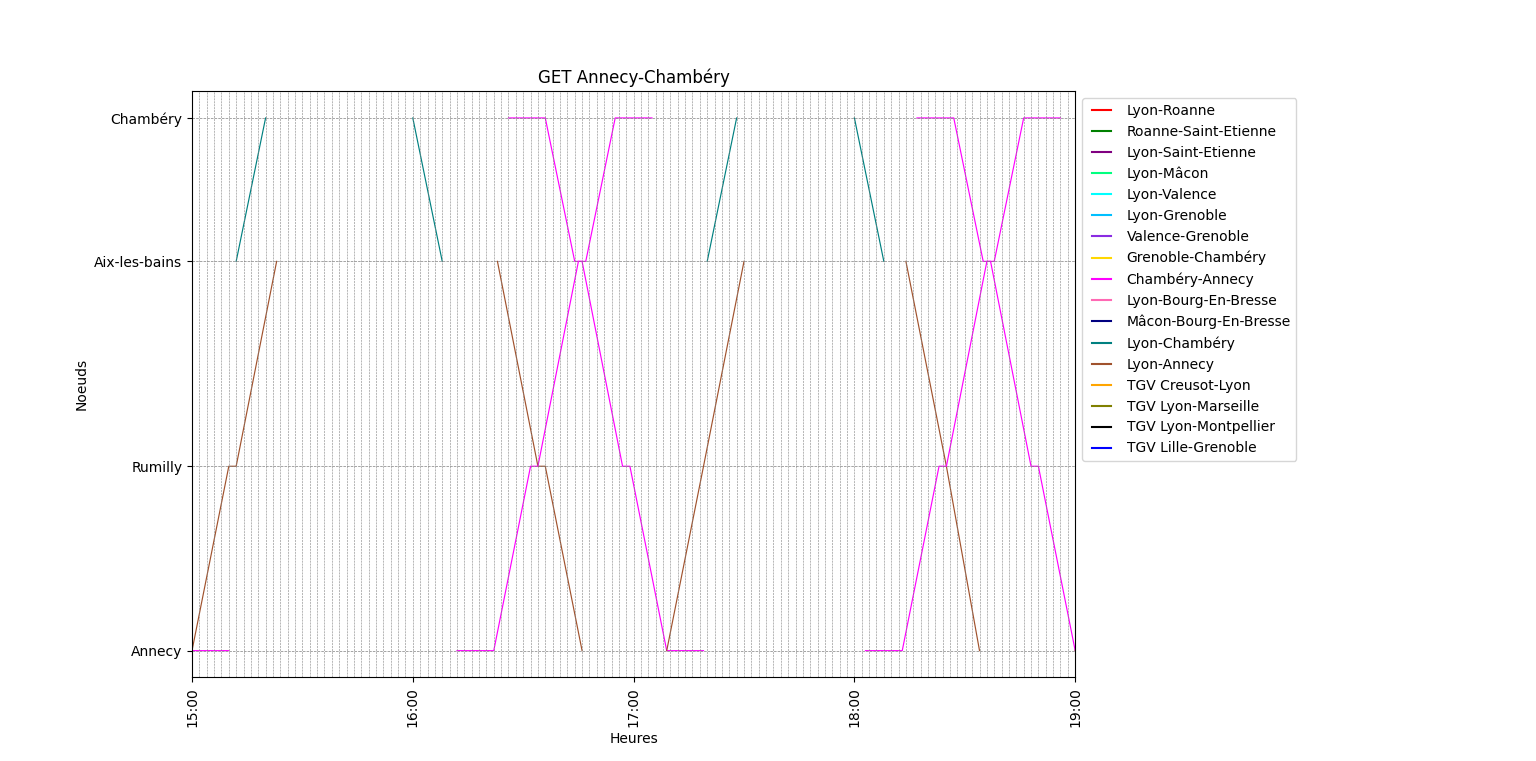 GET Annecy-Chambéry
Chambéry
Aix-les-bains
Rumilly
Annecy
Noeuds
15:00
16:00
17:00
18:00
19:00
Heures
Lyon-Roanne
Roanne-Saint-Etienne
Lyon-Saint-Etienne
Lyon-Mâcon
Lyon-Valence
Lyon-Grenoble
Valence-Grenoble
Grenoble-Chambéry
Chambéry-Annecy
Lyon-Bourg-En-Bresse
Mâcon-Bourg-En-Bresse
Lyon-Chambéry
Lyon-Annecy
TGV Creusot-Lyon
TGV Lyon-Marseille
TGV Lyon-Montpellier
TGV Lille-Grenoble